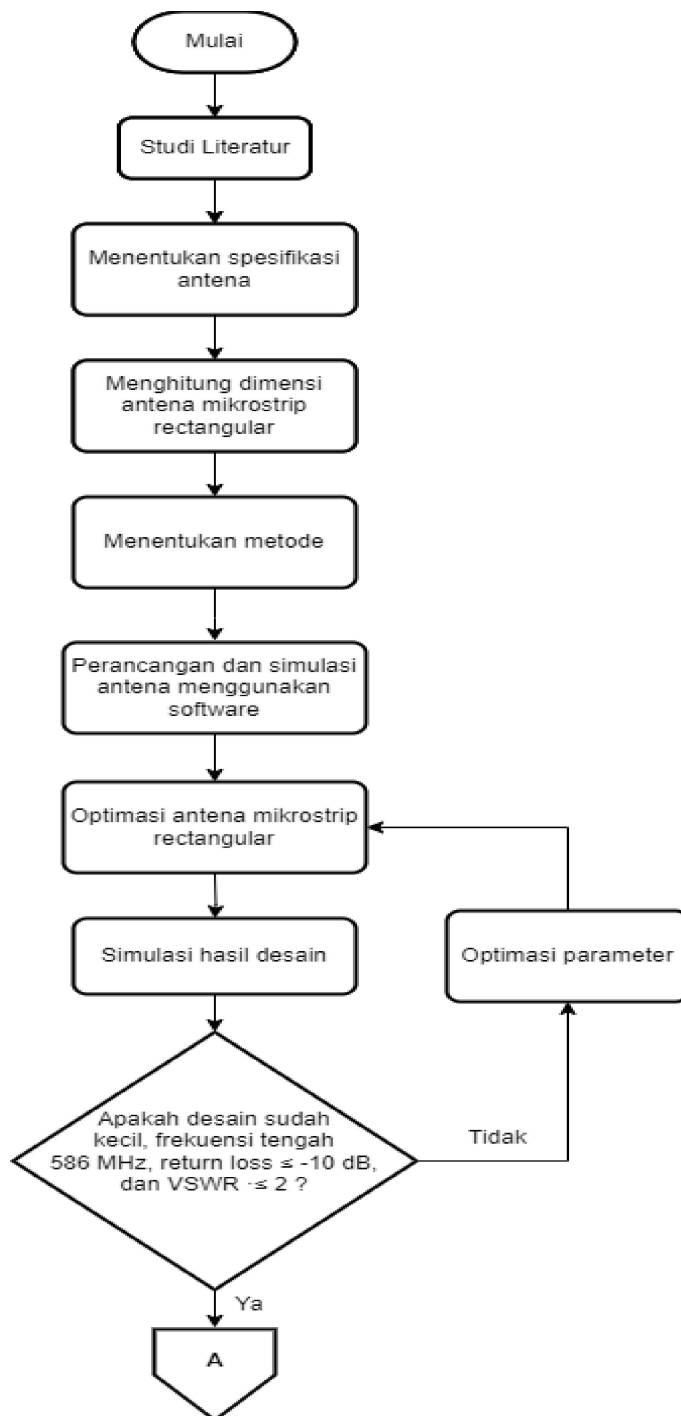 Mulai
Studi Literatur
Menentukan spesifikasi
antena
Menghitung dimensi
antena mikrostrip
rectangular
Menentukan metode
Perancangan dan simulasi
antena menggunakan
software
Optimasi antena mikrostrip
rectangular
Simulasi hasil desain
Optimasi parameter
Apakah desain sudah
kecil, frekuensi tengah
586 MHz, return loss ≤ -10 dB,
dan VSWR ·≤ 2 ?
Tidak
Ya
A